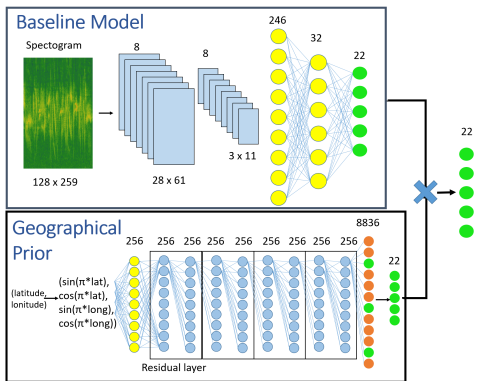 Baseline Model
246
32
22
Spectogram
8
8
128 x 259
28 x 61
3 x 11
22
Geographical
Prior
8836
256
256
256
256
256
256
256
256
256
22
(latitude,
lonitude)
(sin(π*lat),
cos(π*lat),
sin(π*long),
cos(π*long))
Residual layer